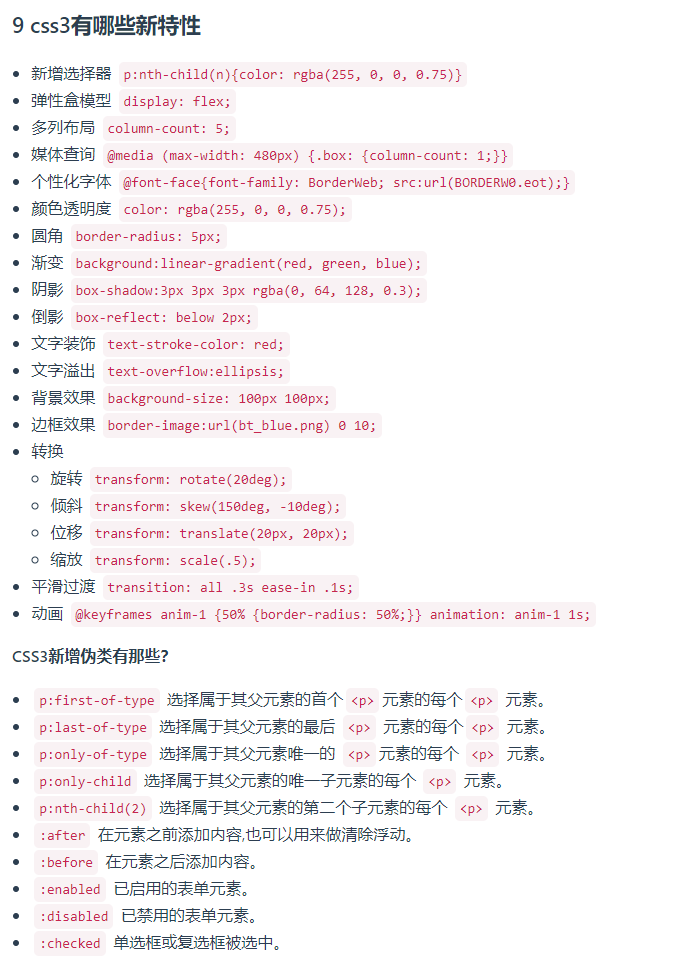 9 css3有哪些新特性
新增选择器 p:nth-child(n){color: rgba(255, 0, 0, 0.75)}
弹性盒模型 display: flex;
多列布局 column-count: 5;
媒体查询 @media (max-width: 480px) {.box: {column-count: 1;}}
个性化字体 @font-face{font-family: BorderWeb; src:url(BORDERW0.eot);}
颜色透明度 color: rgba(255, 0, 0, 0.75);
圆角 border-radius: 5px;
渐变 background:linear-gradient(red, green, blue);
阴影 box-shadow:3px 3px 3px rgba(0, 64, 128, 0.3);
倒影 box-reflect: below 2px;
文字装饰 text-stroke-color: red;
文字溢出 text-overflow:ellipsis;
背景效果 background-size: 100px 100px;
边框效果 border-image:url(bt_blue.png) 0 10;
转换
旋转 transform: rotate(20deg);
倾斜 transform: skew(150deg, -10deg);
位移 transform: translate(20px, 20px);
缩放 transform: scale(.5);
平滑过渡 transition: all .3s ease-in .1s;
动画 @keyframes anim-1 {50% {border-radius: 50%;}} animation: anim-1 1s;
CSS3新增伪类有那些?
p:first-of-type 选择属于其父元素的首个 <p> 元素的每个 <p> 元素。
p:last-of-type 选择属于其父元素的最后 <p> 元素的每个 <p> 元素。
p:only-of-type 选择属于其父元素唯一的 <p> 元素的每个 <p> 元素。
p:only-child 选择属于其父元素的唯一子元素的每个 <p> 元素。
p:nth-child(2) 选择属于其父元素的第二个子元素的每个 <p> 元素。
:after 在元素之前添加内容,也可以用来做清除浮动。
:before 在元素之后添加内容。
:enabled 已启用的表单元素。
:disabled 已禁用的表单元素。
:checked 单选框或复选框被选中。